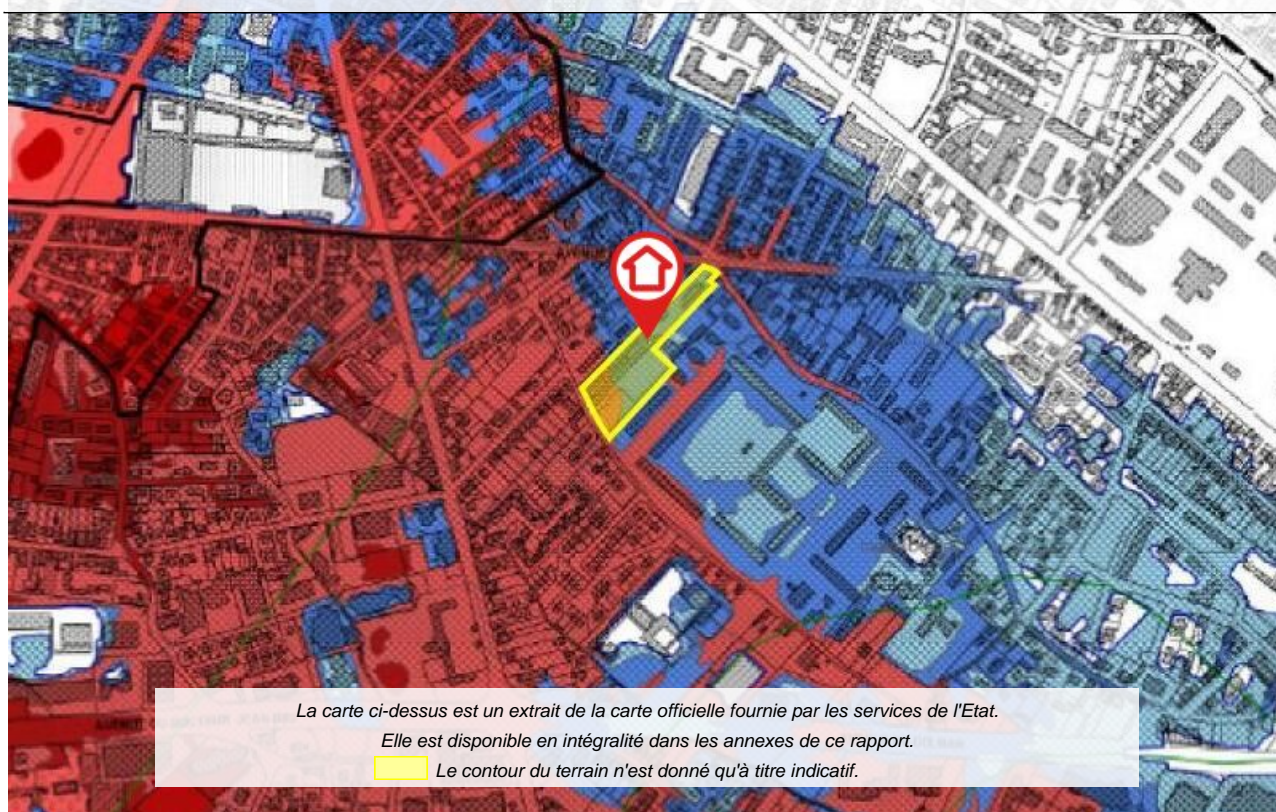 La carte ci-dessus est un extrait de la carte officielle fournie par les services de l'Etat.
Elle est disponible en intégralité dans les annexes de ce rapport.
Le contour du terrain n'est donné qu'à titre indicatif.